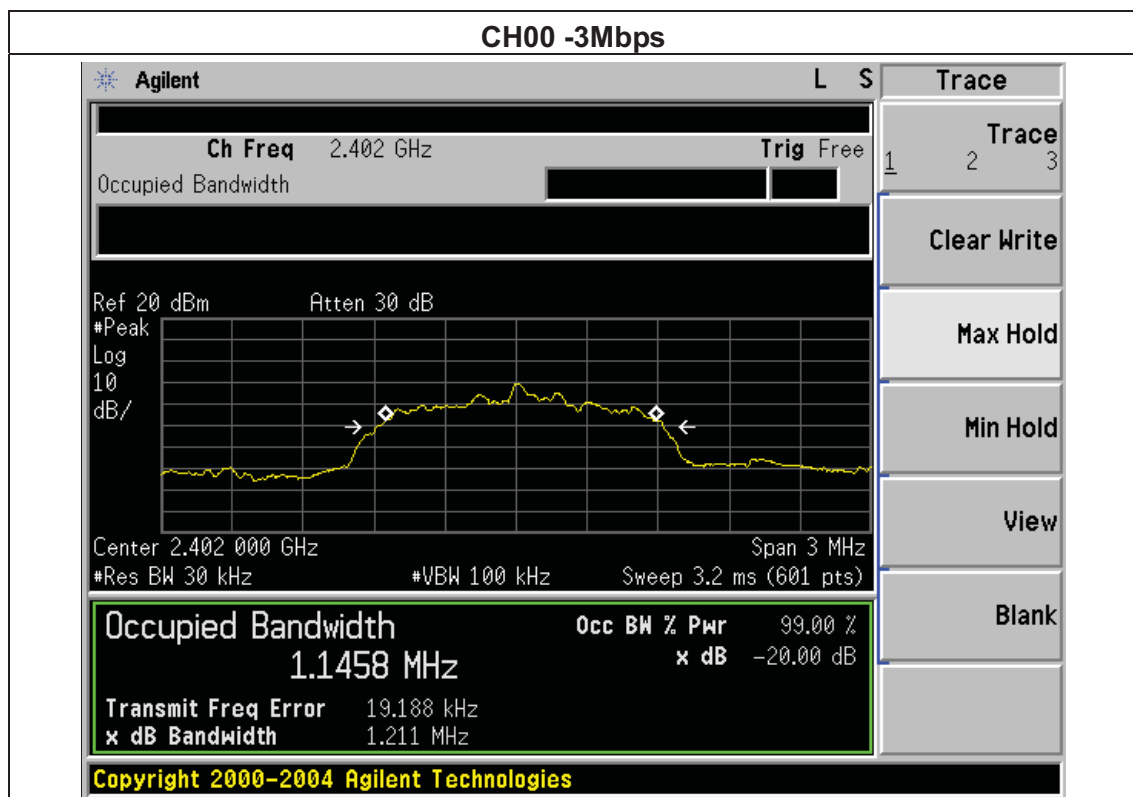 CH00 -3Mbps
Agilent L S
Ch Freq 2.402 GHz Trig Free
Occupied Bandwidth
Ref 20 dBm Atten 30 dB
#Peak
Log
10
dB/
Center 2.402 000 GHz Span 3 MHz
#Res BW 30 kHz #VBW 100 kHz Sweep 3.2 ms (601 pts)
Occupied Bandwidth Occ BW % Pwr 99.00 %
1.1458 MHz x dB -20.00 dB
Transmit Freq Error 19.188 kHz
x dB Bandwidth 1.211 MHz
Copyright 2000-2004 Agilent Technologies
Trace
Trace
1 2 3
Clear Write
Max Hold
Min Hold
View
Blank